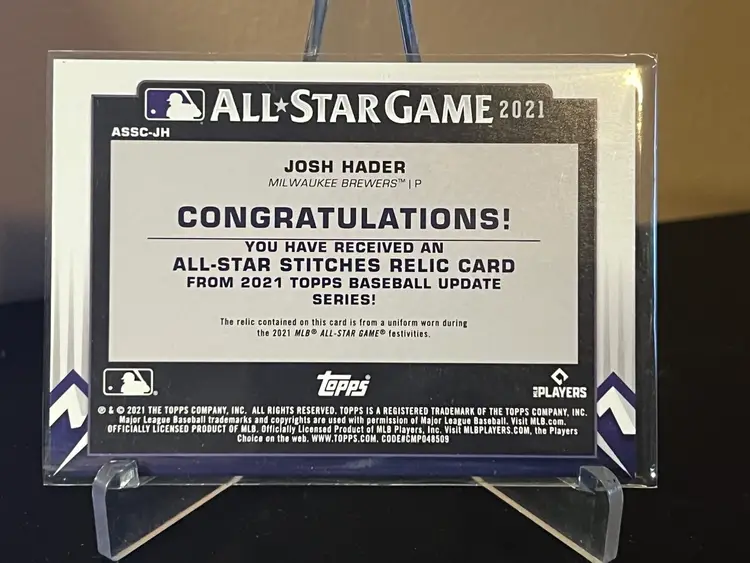 ALL★STAR GAME 2021
ASSC-JH
JOSH HADER
MILWAUKEE BREWERS™ | P
CONGRATULATIONS!
YOU HAVE RECEIVED AN
ALL-STAR STITCHES RELIC CARD
FROM 2021 TOPPS BASEBALL UPDATE
SERIES!
The relic contained on this card is from a uniform worn during
the 2021 MLB® ALL-STAR GAME® festivities.
topps®
MLB PLAYERS
® & © 2021 THE TOPPS COMPANY, INC. ALL RIGHTS RESERVED. TOPPS IS A REGISTERED TRADEMARK OF THE TOPPS COMPANY, INC.
Major League Baseball trademarks and copyrights are used with permission of Major League Baseball. Visit MLB.com.
OFFICIALLY LICENSED PRODUCT OF MLB. Officially Licensed Product of MLB Players, Inc. Visit MLBPLAYERS.COM, the Players
Choice on the web. WWW.TOPPS.COM. CODE#CMP048509